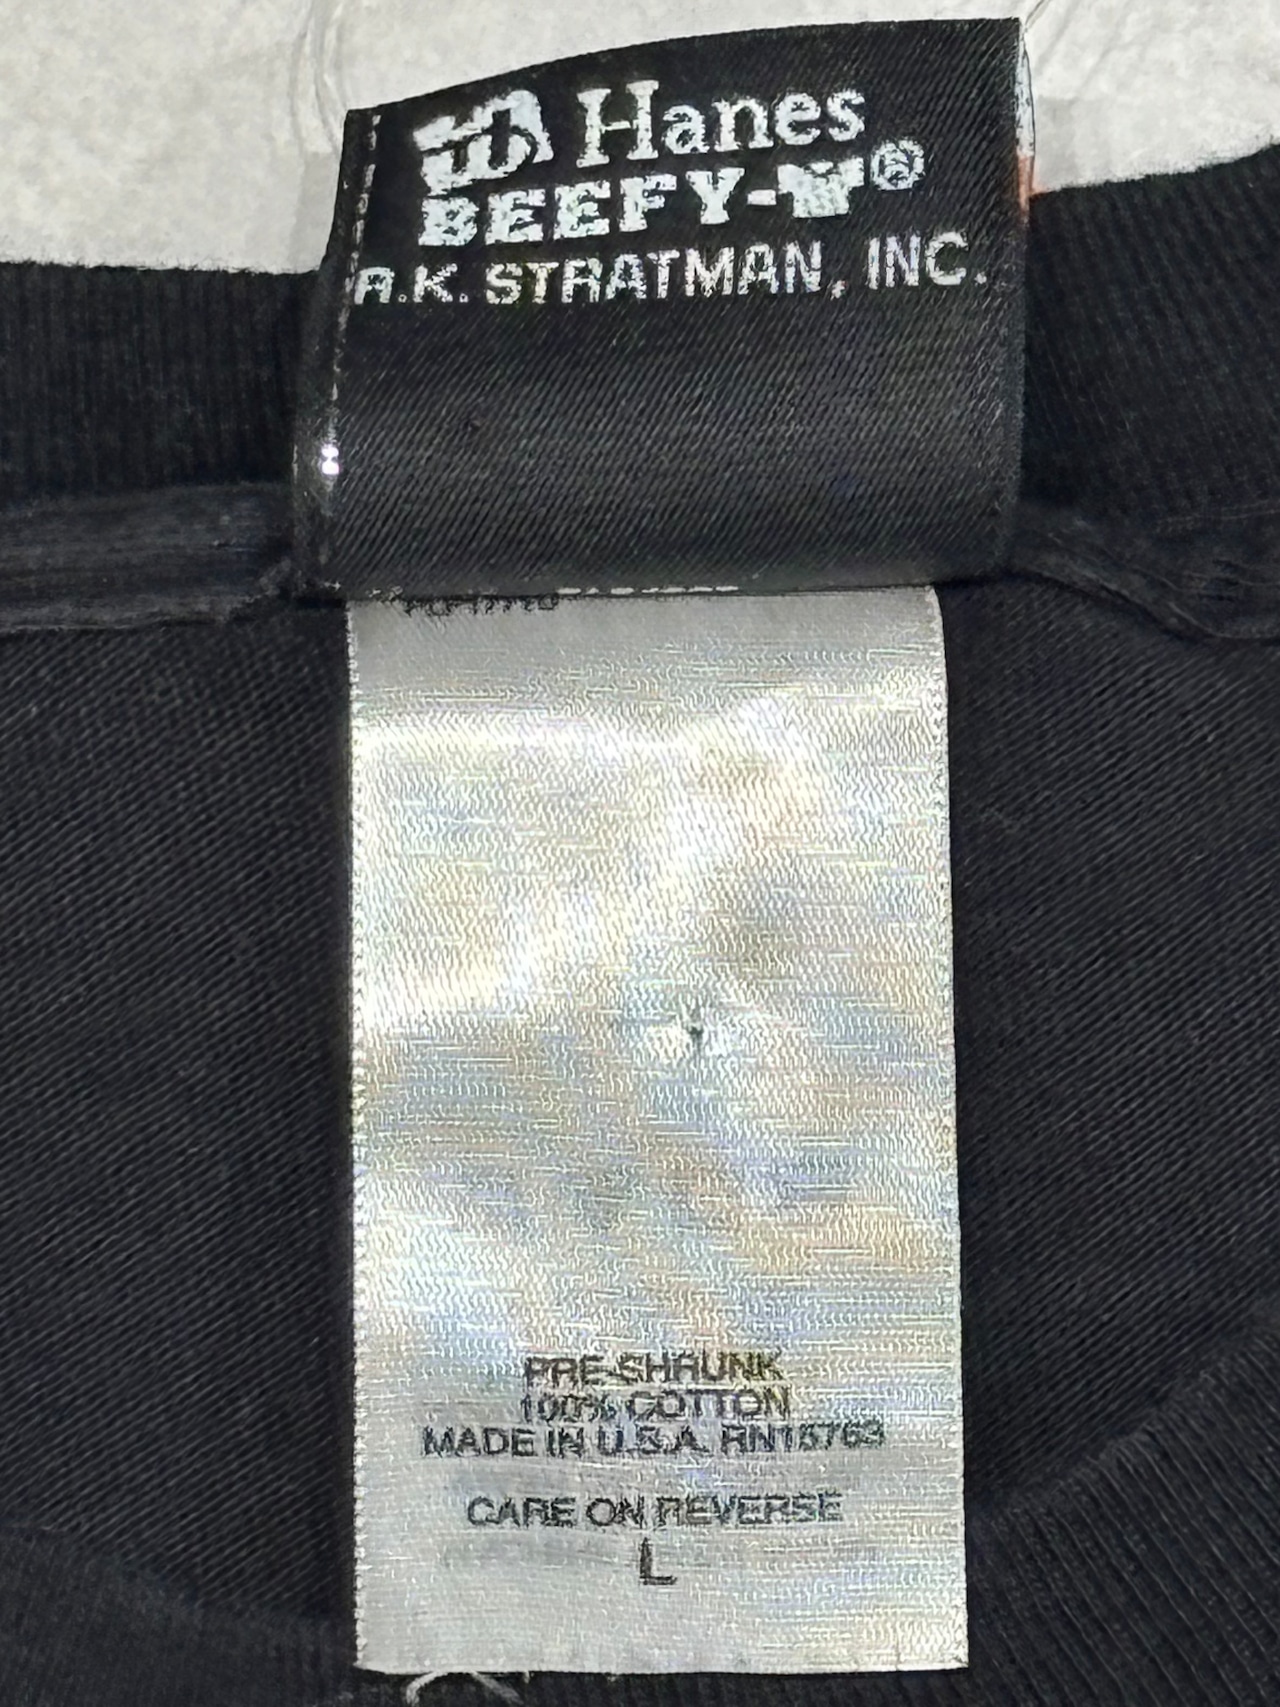 Hanes
BEEFY-T®
R.K. STRATMAN, INC.
PRE-SHRUNK
100% COTTON
MADE IN U.S.A. RN15763
CARE ON REVERSE
L